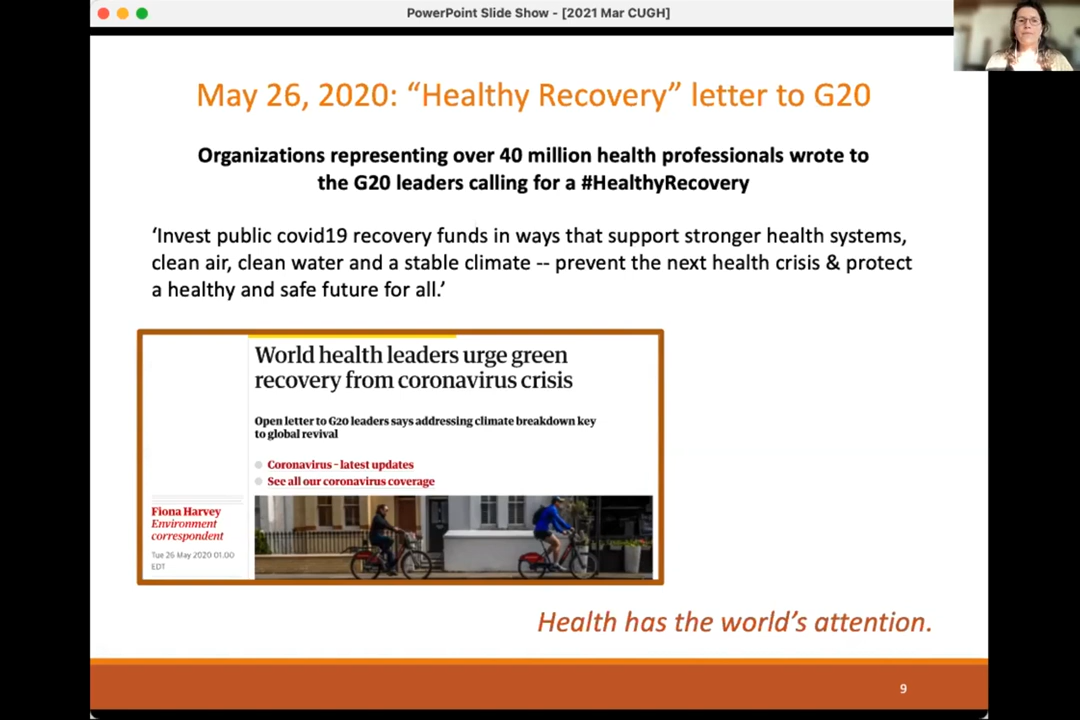 PowerPoint Slide Show - [2021 Mar CUGH]
May 26, 2020: “Healthy Recovery” letter to G20
Organizations representing over 40 million health professionals wrote to
the G20 leaders calling for a #HealthyRecovery
‘Invest public covid19 recovery funds in ways that support stronger health systems,
clean air, clean water and a stable climate -- prevent the next health crisis & protect
a healthy and safe future for all.’
World health leaders urge green
recovery from coronavirus crisis
Open letter to G20 leaders says addressing climate breakdown key
to global revival
Coronavirus – latest updates
See all our coronavirus coverage
Fiona Harvey
Environment
correspondent
Tue 26 May 2020 01.00
EDT
Health has the world’s attention.
9